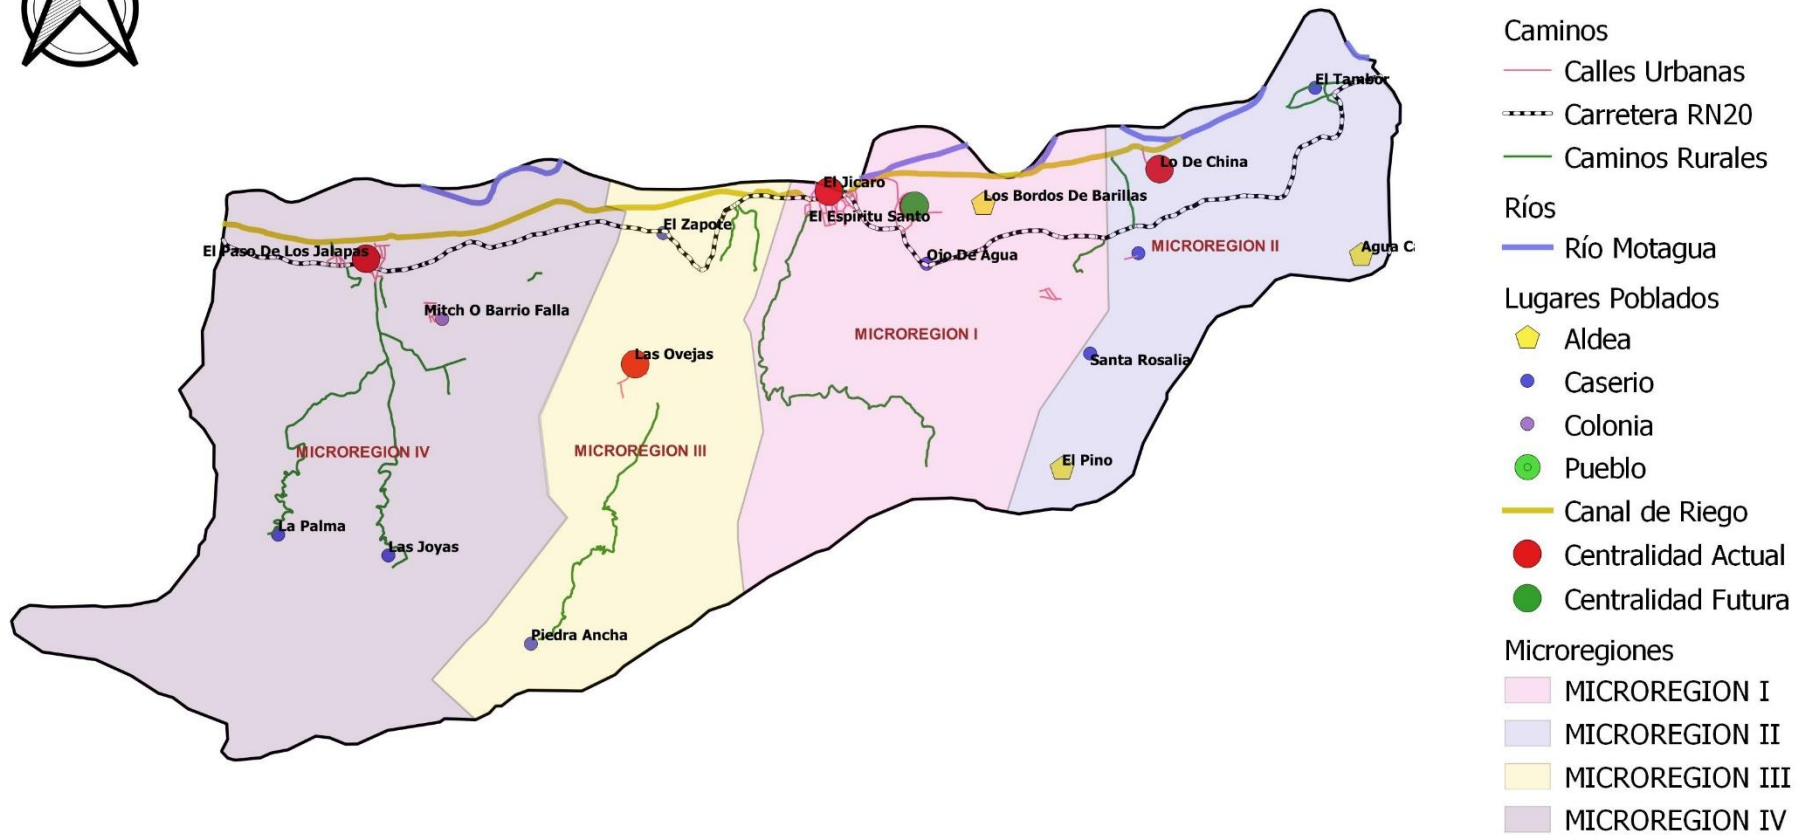 El Tambor
El Jicaro
Lo De China
Los Bordos De Barillas
El Espiritu Santo
El Zapote
El Paso De Los Jalapas
Ojo De Agua
MICROREGION II
Agua Ca
Mitch O Barrio Falla
MICROREGION I
Las Ovejas
Santa Rosalia
MICROREGION IV
MICROREGION III
El Pino
La Palma
Las Joyas
Piedra Ancha
Caminos
Calles Urbanas
Carretera RN20
Caminos Rurales
Ríos
Río Motagua
Lugares Poblados
Aldea
Caserio
Colonia
Pueblo
Canal de Riego
Centralidad Actual
Centralidad Futura
Microregiones
MICROREGION I
MICROREGION II
MICROREGION III
MICROREGION IV